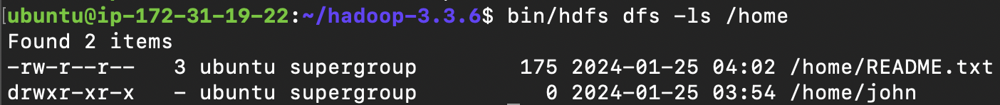 ubuntu@ip-172-31-19-22:~/hadoop-3.3.6$ bin/hdfs dfs -ls /home
Found 2 items
-rw-r--r--   3 ubuntu supergroup        175 2024-01-25 04:02 /home/README.txt
drwxr-xr-x   - ubuntu supergroup          0 2024-01-25 03:54 /home/john